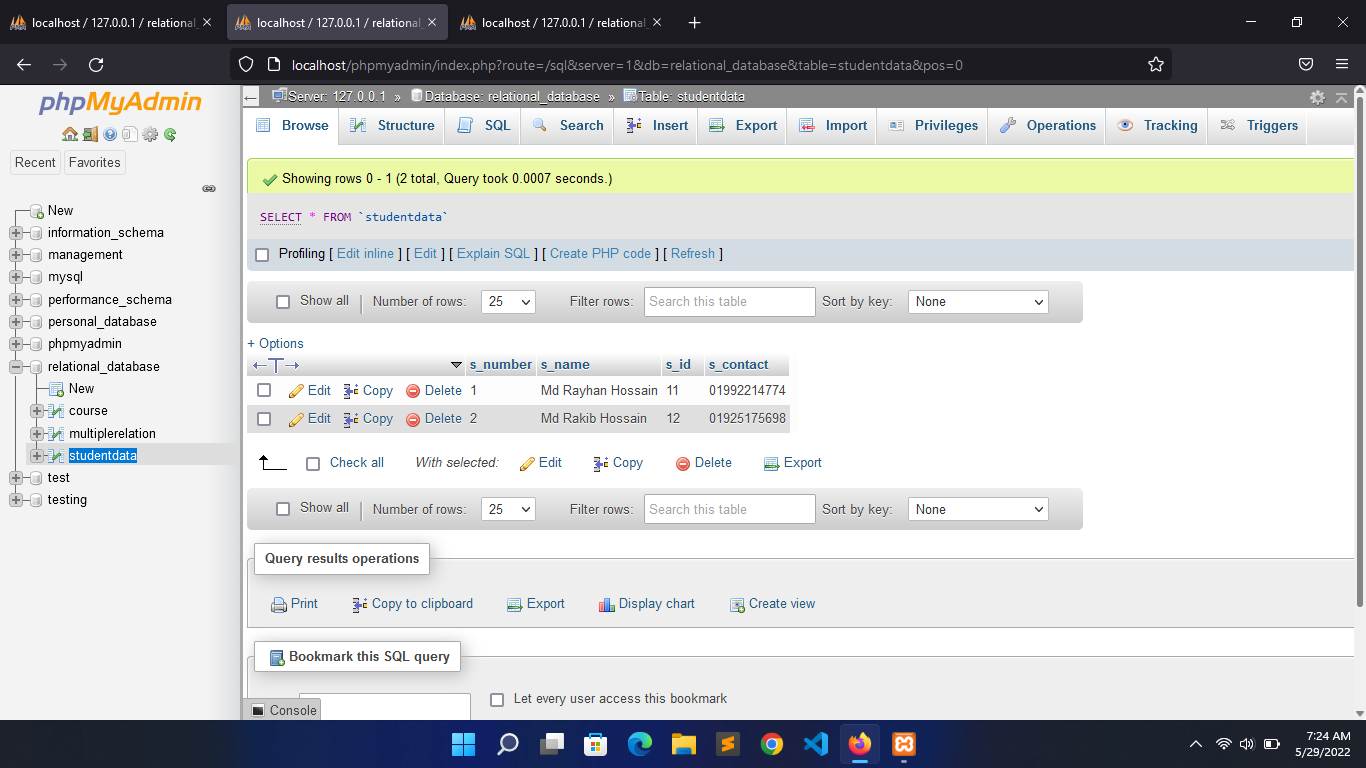 localhost / 127.0.0.1 / relational_ localhost / 127.0.0.1 / relational_ localhost / 127.0.0.1 / relational_
localhost/phpmyadmin/index.php?route=/sql&server=1&db=relational_database&table=studentdata&pos=0
phpMyAdmin
Recent Favorites
New
information_schema
management
mysql
performance_schema
personal_database
phpmyadmin
relational_database
New
course
multiplerelation
studentdata
test
testing
Server: 127.0.0.1 » Database: relational_database » Table: studentdata
Browse Structure SQL Search Insert Export Import Privileges Operations Tracking Triggers
Showing rows 0 - 1 (2 total, Query took 0.0007 seconds.)
SELECT * FROM `studentdata`
Profiling [ Edit inline ] [ Edit ] [ Explain SQL ] [ Create PHP code ] [ Refresh ]
Show all | Number of rows: 25 Filter rows: Search this table Sort by key: None
+ Options
←T→ s_number s_name s_id s_contact
Edit Copy Delete 1 Md Rayhan Hossain 11 01992214774
Edit Copy Delete 2 Md Rakib Hossain 12 01925175698
Check all With selected: Edit Copy Delete Export
Show all | Number of rows: 25 Filter rows: Search this table Sort by key: None
Query results operations
Print Copy to clipboard Export Display chart Create view
Bookmark this SQL query
Let every user access this bookmark
Console
7:24 AM
5/29/2022